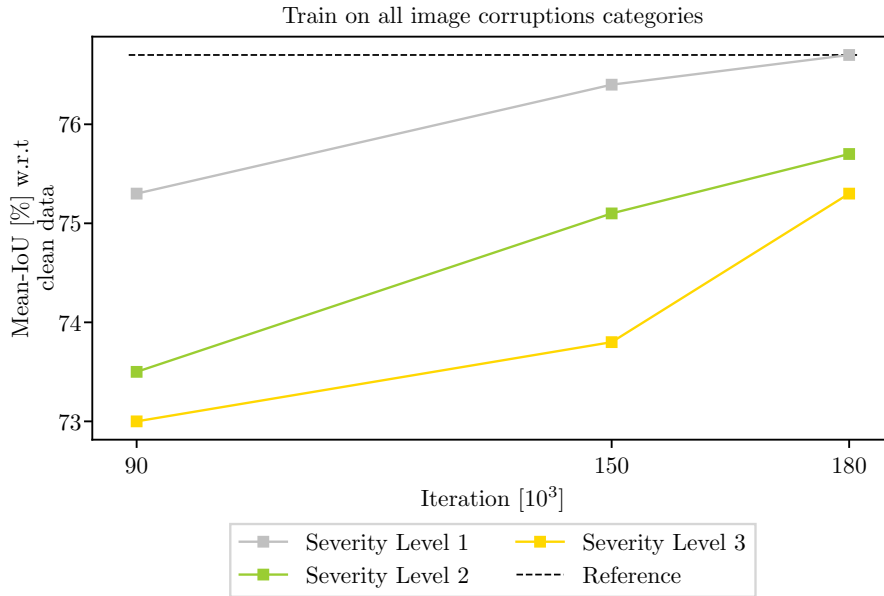 Train on all image corruptions categories
Mean-IoU [%] w.r.t
clean data
76
75
74
73
90
150
180
Iteration [10³]
Severity Level 1
Severity Level 2
Severity Level 3
Reference